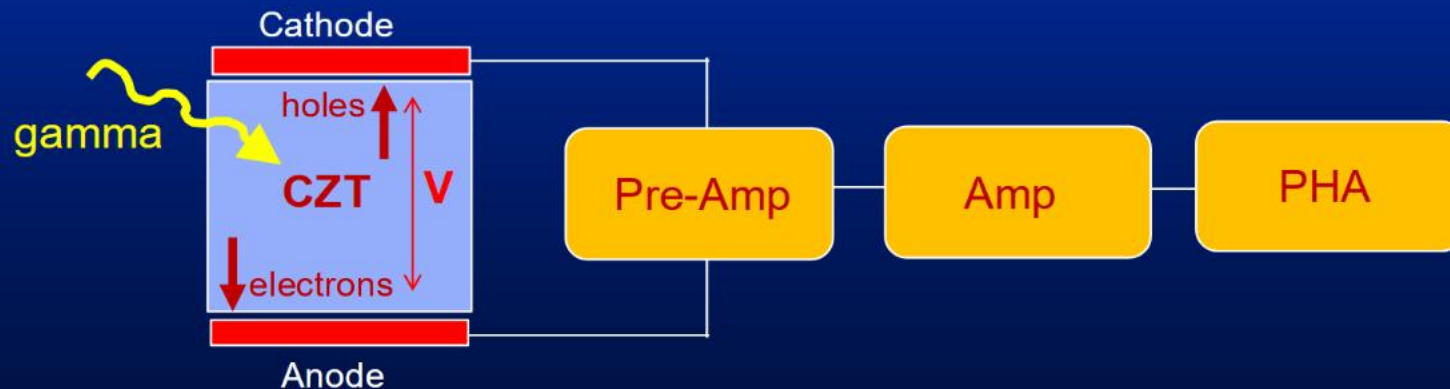 Cathode
gamma
holes
CZT
V
electrons
Anode
Pre-Amp
Amp
PHA